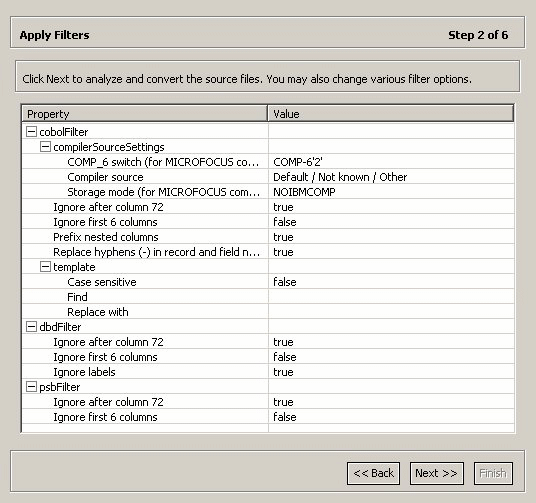 Apply Filters Step 2 of 6
Click Next to analyze and convert the source files. You may also change various filter options.
Property Value
cobolFilter
compilerSourceSettings
COMP_6 switch (for MICROFOCUS co... COMP-6'2'
Compiler source Default / Not known / Other
Storage mode (for MICROFOCUS com... NOIBMCOMP
Ignore after column 72 true
Ignore first 6 columns false
Prefix nested columns true
Replace hyphens (-) in record and field n... true
template
Case sensitive false
Find
Replace with
dbdFilter
Ignore after column 72 true
Ignore first 6 columns false
Ignore labels true
psbFilter
Ignore after column 72 true
Ignore first 6 columns false
<< Back Next >> Finish